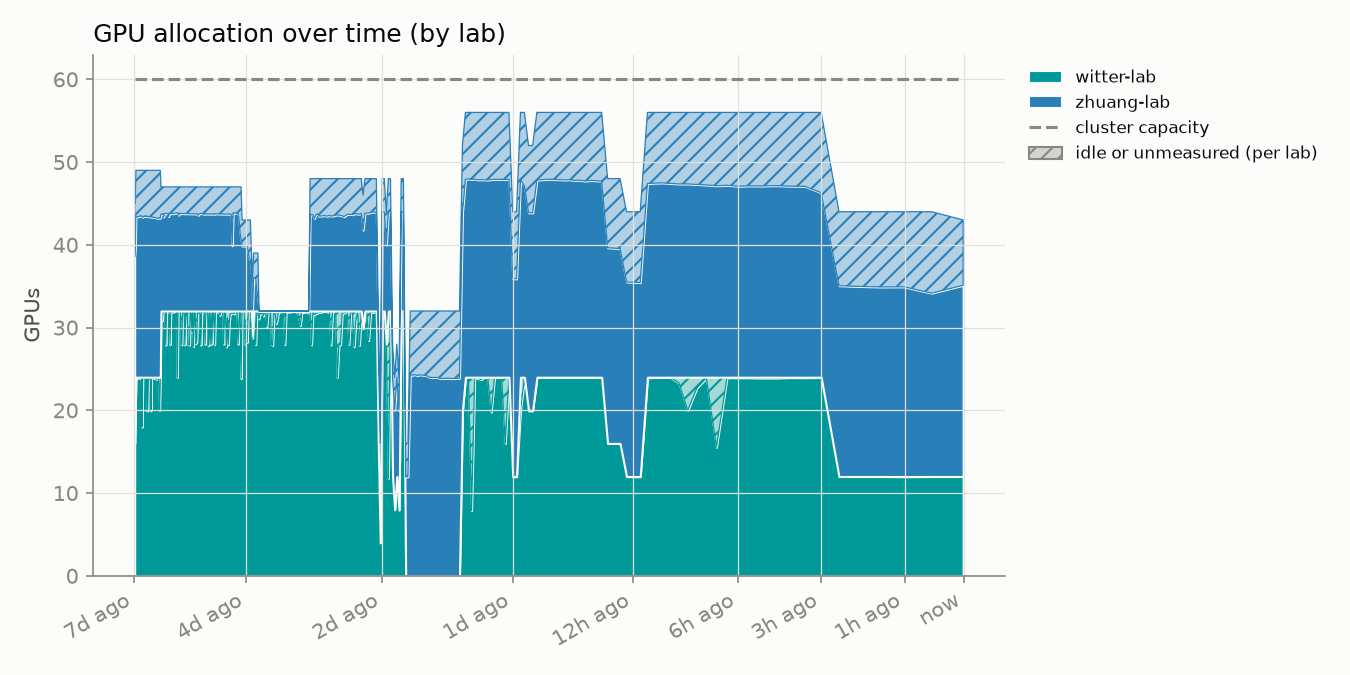 GPU allocation over time (by lab)
60
50
40
30
20
10
0
GPUs
7d ago
4d ago
2d ago
1d ago
12h ago
6h ago
3h ago
1h ago
now
witter-lab
zhuang-lab
cluster capacity
idle or unmeasured (per lab)